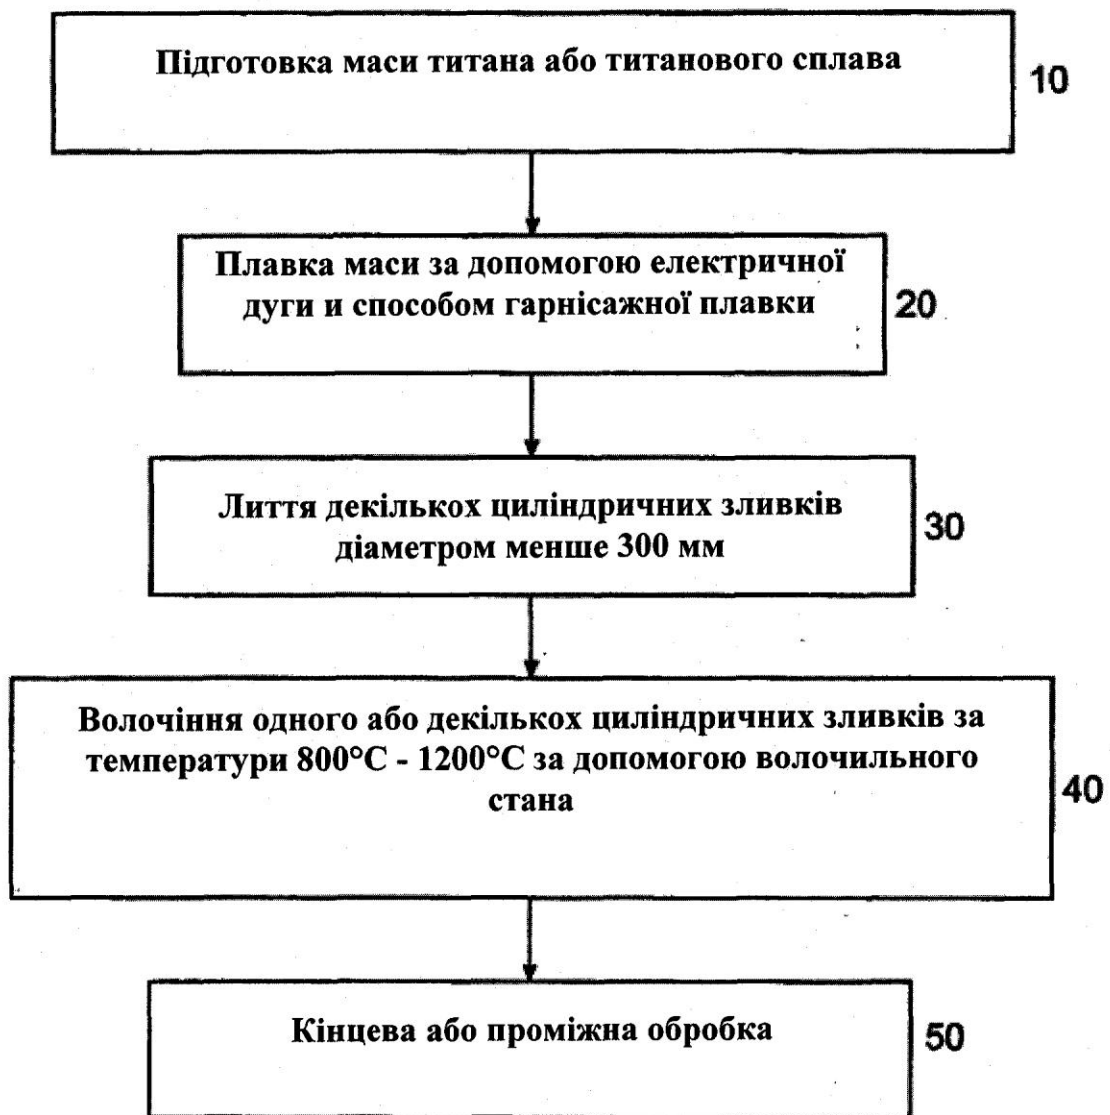 Підготовка маси титана або титанового сплава
10
Плавка маси за допомогою електричної
дуги и способом гарнісажної плавки
20
Лиття декількох циліндричних зливків
діаметром менше 300 мм
30
Волочіння одного або декількох циліндричних зливків за
температури 800°C - 1200°C за допомогою волочильного
стана
40
Кінцева або проміжна обробка
50